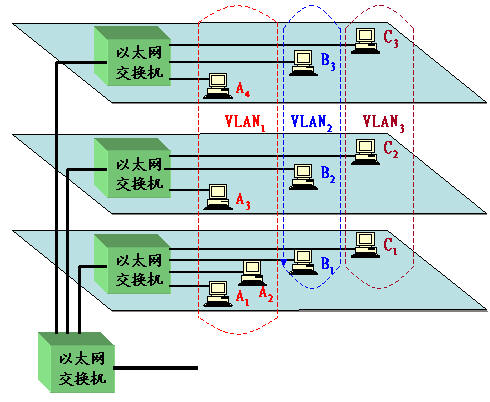 以太网
交换机
C3
B3
A4
VLAN1
VLAN2
VLAN3
以太网
交换机
C2
B2
A3
以太网
交换机
C1
B1
A2
A1
以太网
交换机